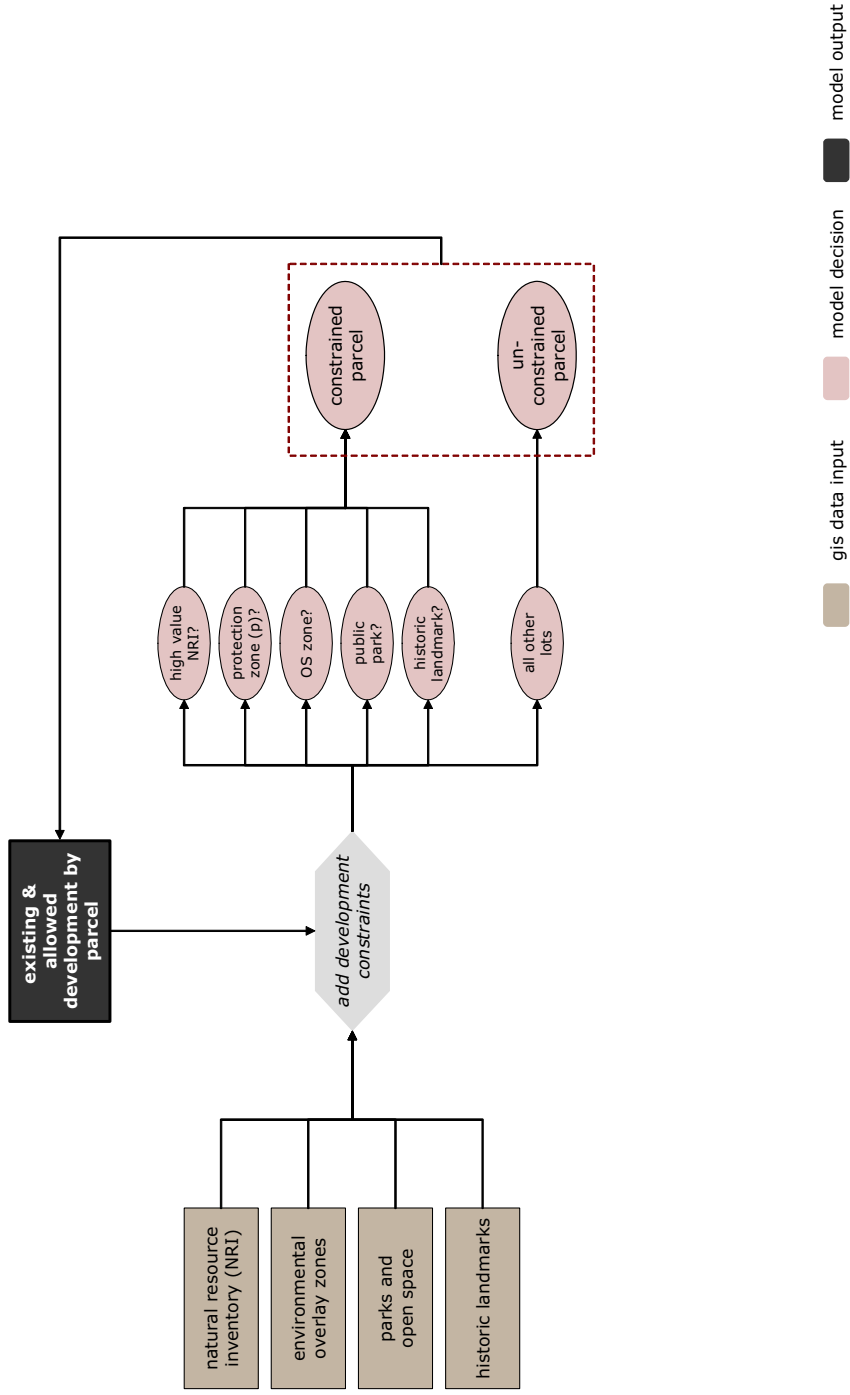 existing &
allowed
development by
parcel
natural resource
inventory (NRI)
environmental
overlay zones
parks and
open space
historic landmarks
add development
constraints
high value
NRI?
protection
zone (p)?
OS zone?
public
park?
historic
landmark?
all other
lots
constrained
parcel
un-
constrained
parcel
gis data input
model decision
model output